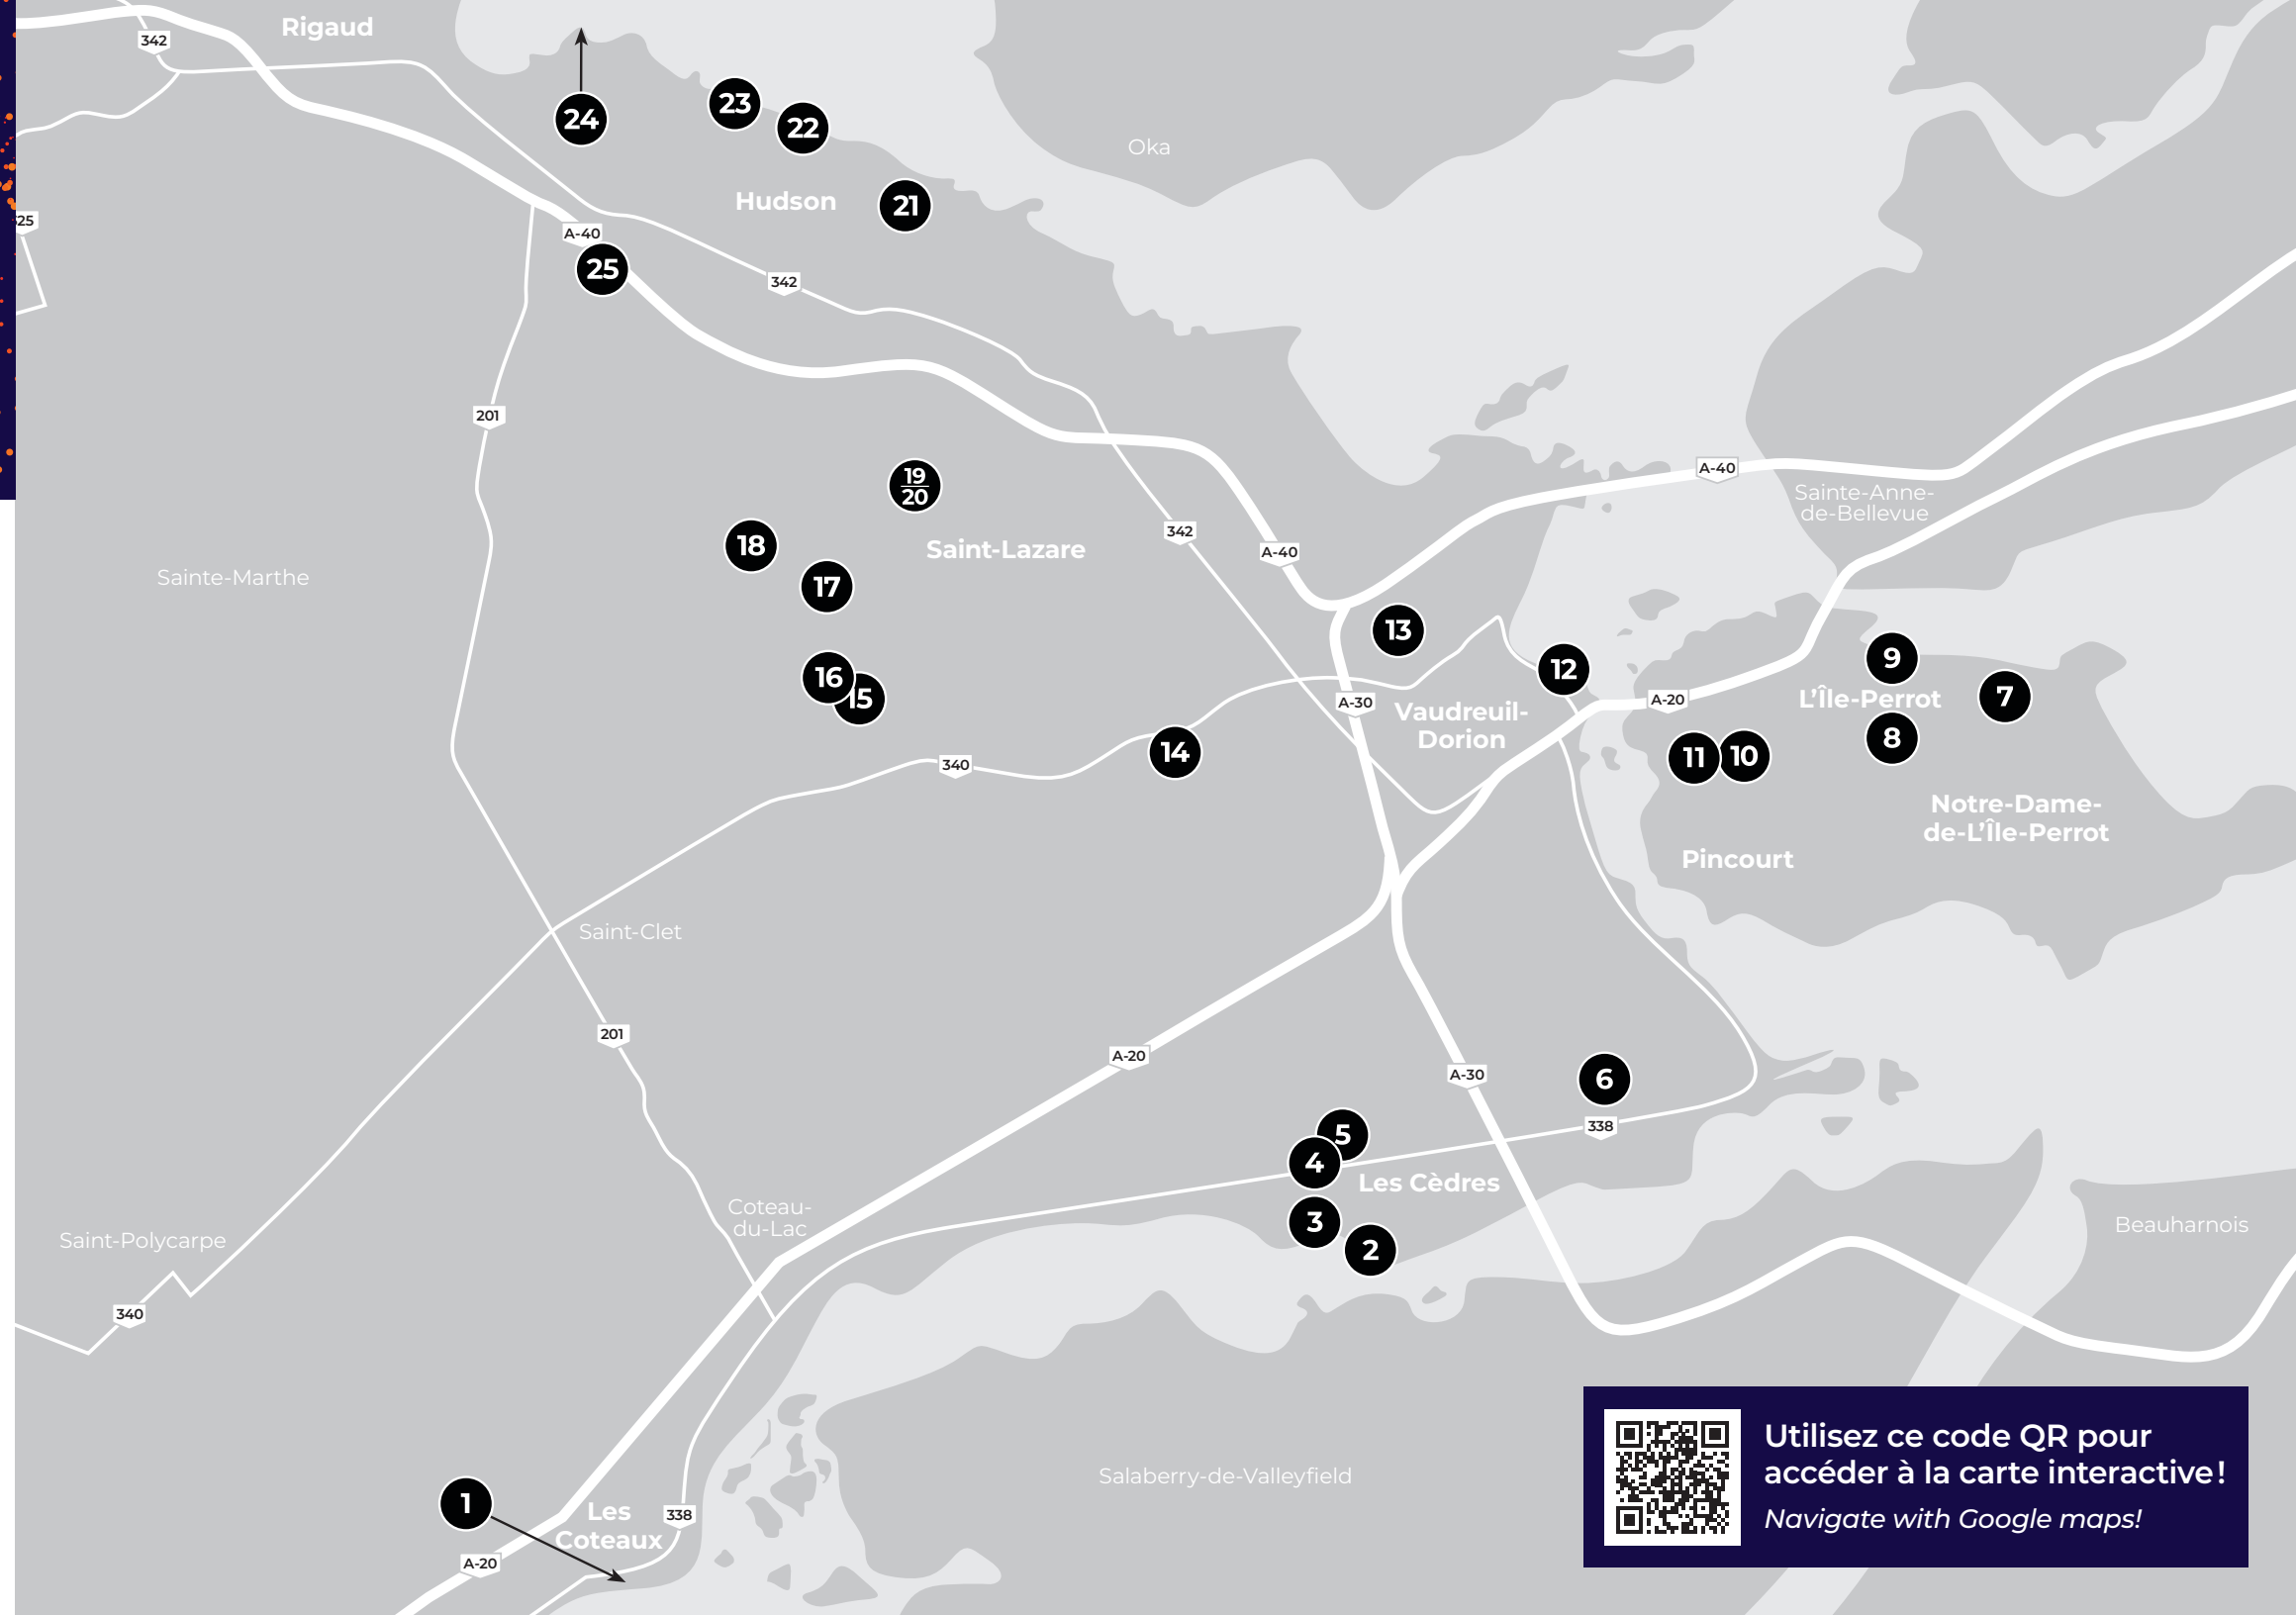 Rigaud
342
24
23
22
Oka
Hudson
21
25
A-40
25
342
201
A-40
Sainte-Anne-
de-Bellevue
19
20
18
Saint-Lazare
342
A-40
Sainte-Marthe
17
13
12
9
16
15
A-30
Vaudreuil-
Dorion
A-20
L'Île-Perrot
7
14
340
11
10
8
Notre-Dame-
de-L'Île-Perrot
Pincourt
Saint-Clet
201
A-20
A-30
6
338
5
4
Les Cèdres
3
2
Coteau-
du-Lac
Saint-Polycarpe
Beauharnois
340
Salaberry-de-Valleyfield
1
Les
Coteaux
338
A-20
Utilisez ce code QR pour
accéder à la carte interactive!
Navigate with Google maps!